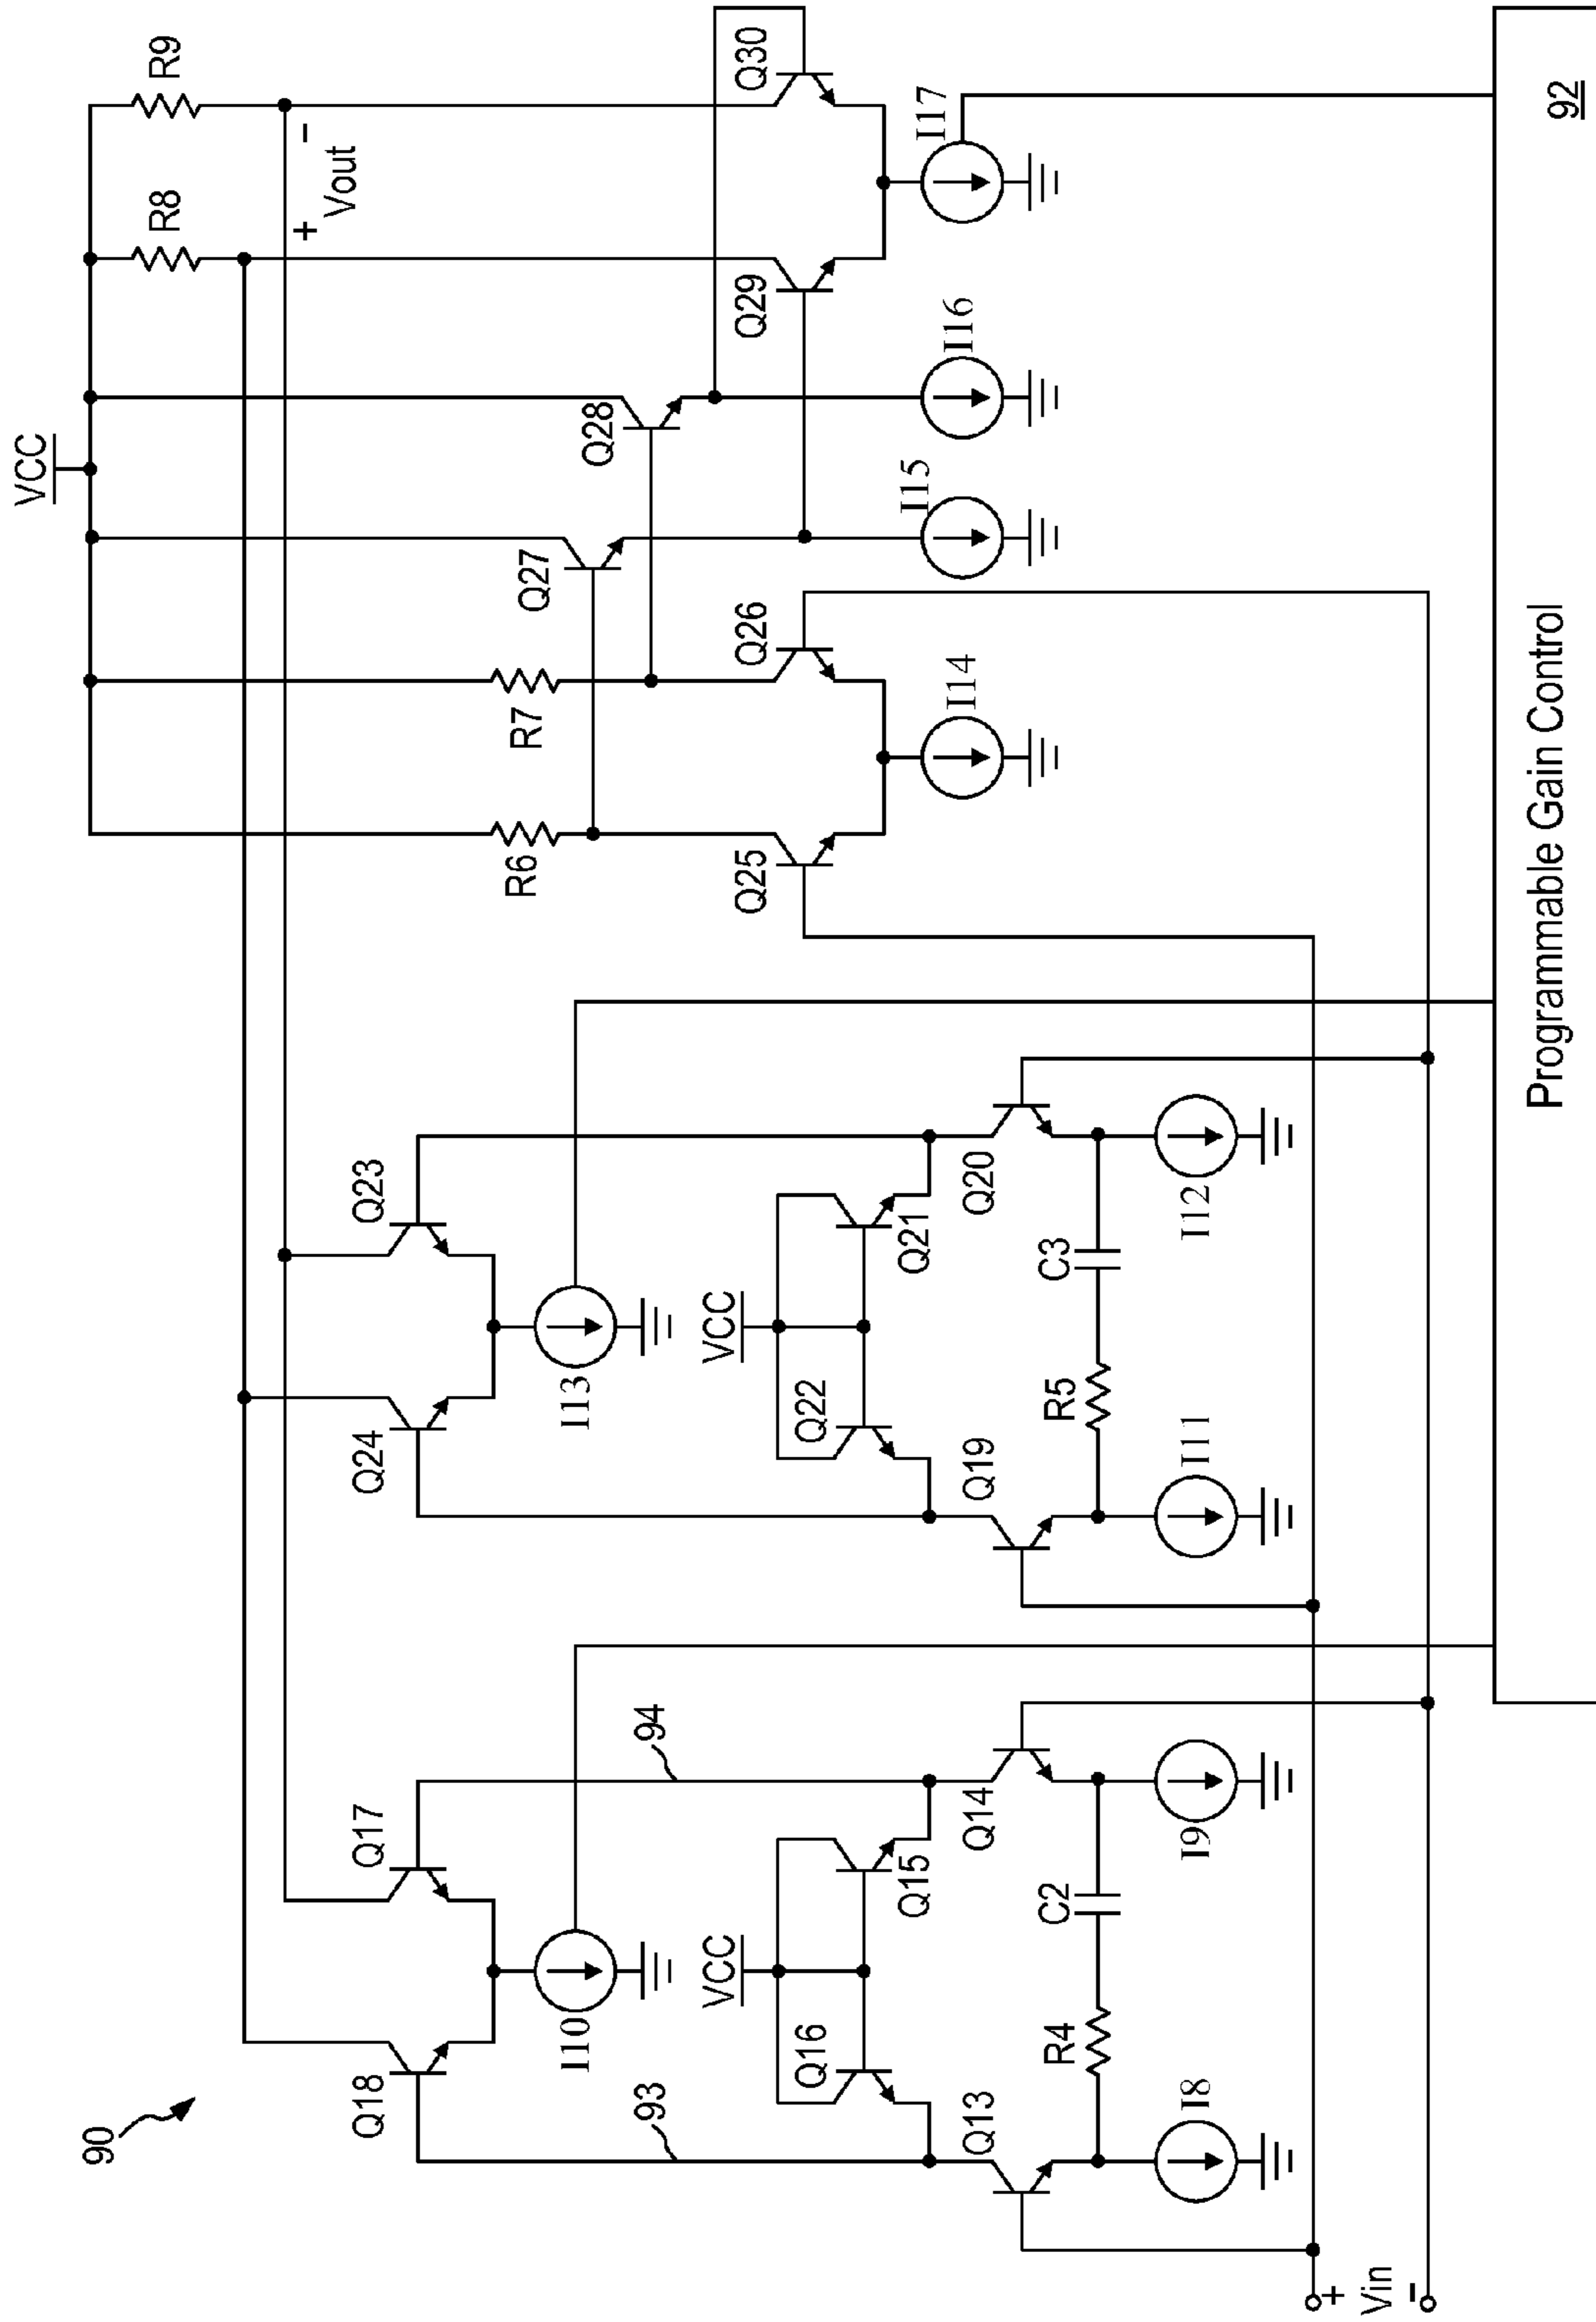 90
VCC
R9
R8
+
Vout
-
Q30
Q29
Q28
Q27
R7
R6
Q26
Q25
I17
I16
I15
I14
Q18
Q17
Q24
Q23
I10
I13
93
94
VCC
VCC
Q16
Q15
Q22
Q21
Q13
Q14
Q19
Q20
R4
C2
R5
C3
I8
I9
I11
I12
+
Vin
-
Programmable Gain Control
92